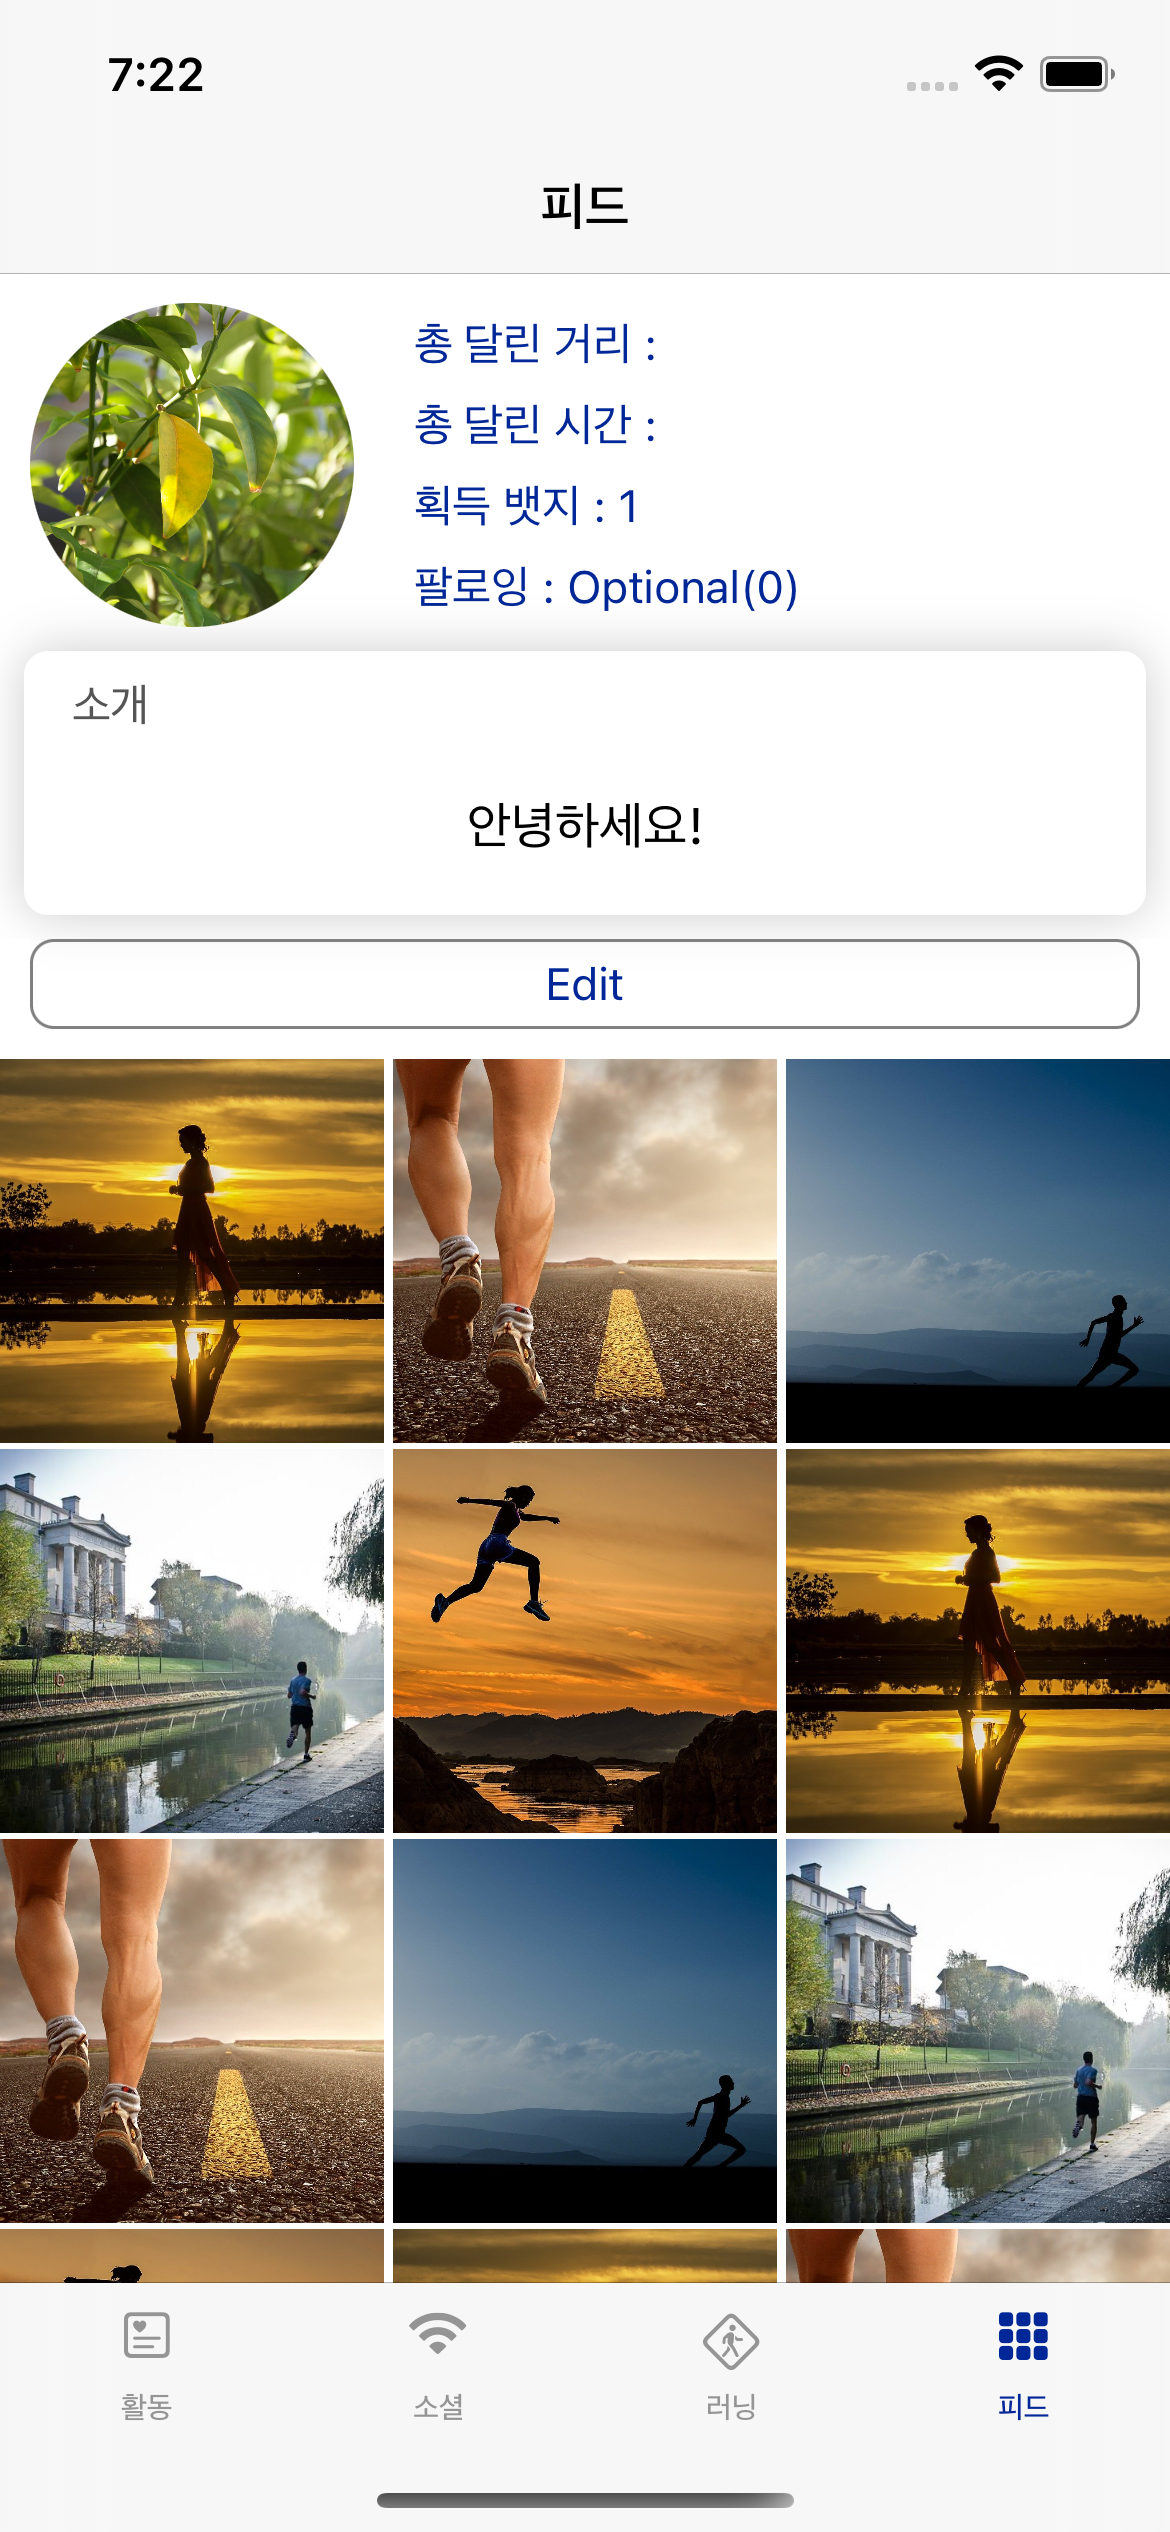 7:22
피드
총 달린 거리 :
총 달린 시간 :
획득 뱃지 : 1
팔로잉 : Optional(0)
소개
안녕하세요!
Edit
활동
소셜
러닝
피드